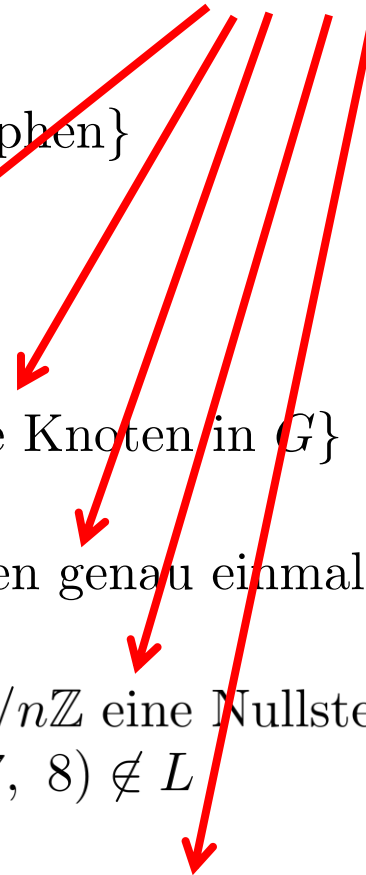 phen}
Knoten in G}
en genau einmal
/nℤ eine Nullste
, 8) ∉ L